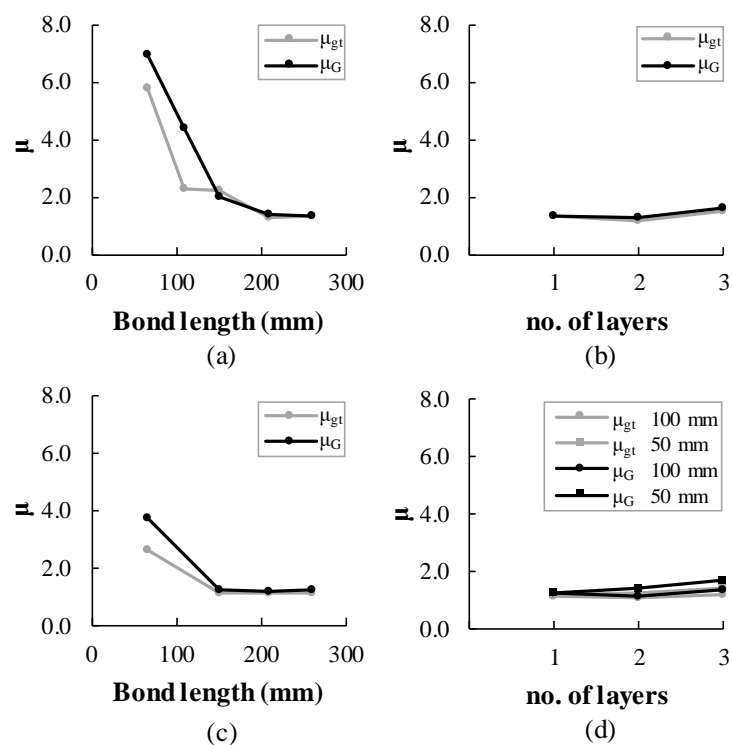 8.0
6.0
4.0
2.0
0.0
μ
μgt
μG
0 100 200 300
Bond length (mm)
(a)
8.0
6.0
4.0
2.0
0.0
μ
μgt
μG
1 2 3
no. of layers
(b)
8.0
6.0
4.0
2.0
0.0
μ
μgt
μG
0 100 200 300
Bond length (mm)
(c)
8.0
6.0
4.0
2.0
0.0
μ
μgt 100 mm
μgt 50 mm
μG 100 mm
μG 50 mm
1 2 3
no. of layers
(d)